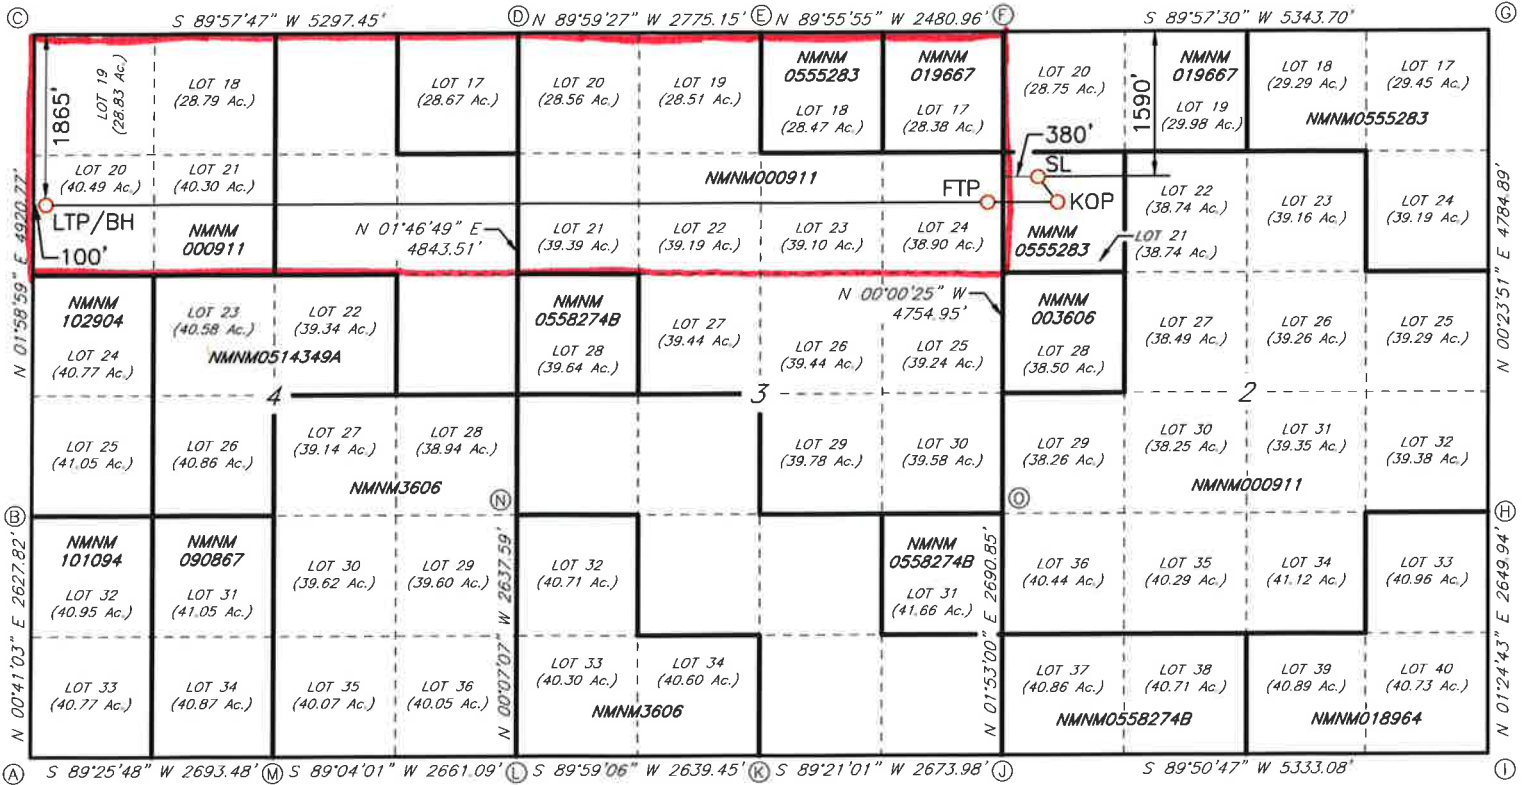 C
S 89°57'47" W 5297.45'
D
N 89°59'27" W 2775.15'
E
N 89°55'55" W 2480.96'
F
S 89°57'30" W 5343.70'
G
1865'
LOT 19
(28.83 Ac.)
LOT 18
(28.79 Ac.)
LOT 17
(28.67 Ac.)
LOT 20
(28.56 Ac.)
LOT 19
(28.51 Ac.)
NMNM
0555283
LOT 18
(28.47 Ac.)
NMNM
019667
LOT 17
(28.38 Ac.)
LOT 20
(28.75 Ac.)
1590'
NMNM
019667
LOT 19
(29.98 Ac.)
LOT 18
(29.29 Ac.)
LOT 17
(29.45 Ac.)
NMNM0555283
380'
SL
LOT 20
(40.49 Ac.)
LOT 21
(40.30 Ac.)
NMNM000911
FTP
KOP
LTP/BH
100'
NMNM
000911
N 01°46'49" E
4843.51'
LOT 21
(39.39 Ac.)
LOT 22
(39.19 Ac.)
LOT 23
(39.10 Ac.)
LOT 24
(38.90 Ac.)
NMNM
0555283
LOT 21
(38.74 Ac.)
LOT 22
(38.74 Ac.)
LOT 23
(39.16 Ac.)
LOT 24
(39.19 Ac.)
N 01°58'59" E 4920.77'
N 00°23'51" E 4784.89'
NMNM
102904
LOT 24
(40.77 Ac.)
LOT 23
(40.58 Ac.)
LOT 22
(39.34 Ac.)
NMNM0514349A
NMNM
0558274B
LOT 28
(39.64 Ac.)
LOT 27
(39.44 Ac.)
N 00°00'25" W
4754.95'
LOT 26
(39.44 Ac.)
LOT 25
(39.24 Ac.)
NMNM
003606
LOT 28
(38.50 Ac.)
LOT 27
(38.49 Ac.)
LOT 26
(39.26 Ac.)
LOT 25
(39.29 Ac.)
4
3
2
LOT 25
(41.05 Ac.)
LOT 26
(40.86 Ac.)
LOT 27
(39.14 Ac.)
LOT 28
(38.94 Ac.)
NMNM3606
LOT 29
(39.78 Ac.)
LOT 30
(39.58 Ac.)
LOT 29
(38.26 Ac.)
LOT 30
(38.25 Ac.)
LOT 31
(39.35 Ac.)
LOT 32
(39.38 Ac.)
NMNM000911
B
N
O
H
N 00°41'03" E 2627.82'
NMNM
101094
LOT 32
(40.95 Ac.)
NMNM
090867
LOT 31
(41.05 Ac.)
LOT 30
(39.62 Ac.)
LOT 29
(39.60 Ac.)
N 00°07'07" W 2637.59'
LOT 32
(40.71 Ac.)
NMNM
0558274B
LOT 31
(41.66 Ac.)
N 01°53'00" E 2690.85'
LOT 36
(40.44 Ac.)
LOT 35
(40.29 Ac.)
LOT 34
(41.12 Ac.)
LOT 33
(40.96 Ac.)
N 01°24'43" E 2649.94'
LOT 33
(40.77 Ac.)
LOT 34
(40.87 Ac.)
LOT 35
(40.07 Ac.)
LOT 36
(40.05 Ac.)
LOT 33
(40.30 Ac.)
LOT 34
(40.60 Ac.)
NMNM3606
LOT 37
(40.86 Ac.)
LOT 38
(40.71 Ac.)
NMNM0558274B
LOT 39
(40.89 Ac.)
LOT 40
(40.73 Ac.)
NMNM018964
A
S 89°25'48" W 2693.48'
M
S 89°04'01" W 2661.09'
L
S 89°59'06" W 2639.45'
K
S 89°21'01" W 2673.98'
J
S 89°50'47" W 5333.08'
I